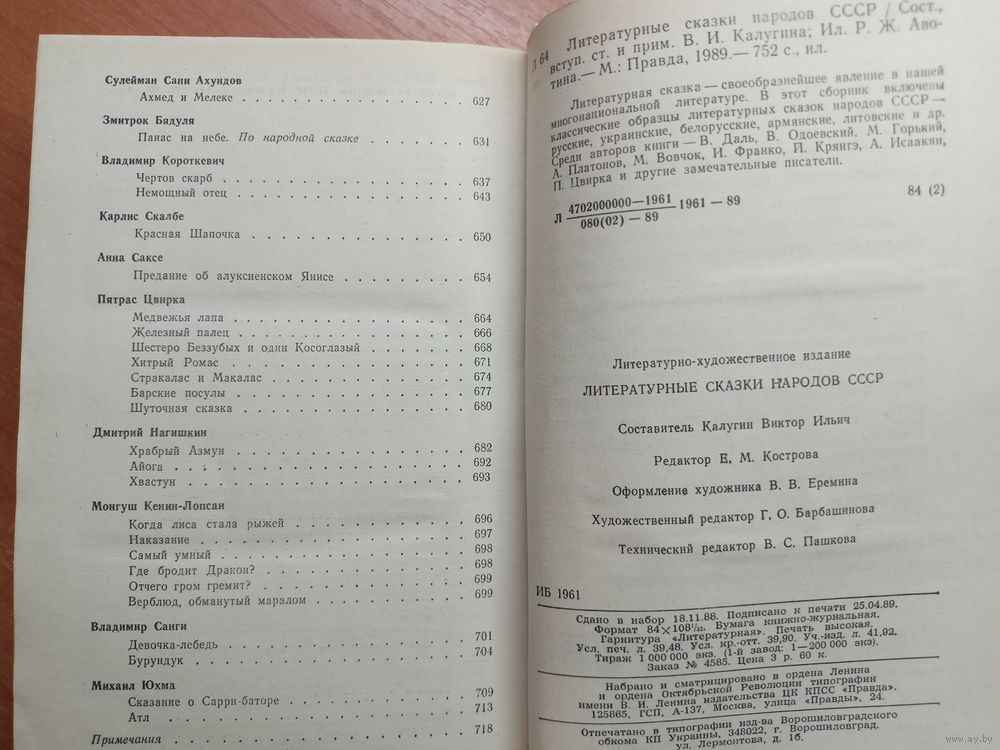 Сулейман Сани Ахундов
Ахмед и Мелеке . . . . . . . . . . . . . . . 627
Змитрок Бядуля
Панас на небе. По народной сказке . . . . . . . 631
Владимир Короткевич
Чертов скарб . . . . . . . . . . . . . . . . 637
Немощный отец . . . . . . . . . . . . . . . 643
Карлис Скалбе
Красная Шапочка . . . . . . . . . . . . . . 650
Анна Саксе
Предание об алуксненском Янисе . . . . . . . . 654
Пятрас Цвирка
Медвежья лапа . . . . . . . . . . . . . . . 664
Железный палец . . . . . . . . . . . . . . . 666
Шестеро Беззубых и один Косоглазый . . . . . . . 668
Хитрый Ромас . . . . . . . . . . . . . . . . 671
Стракалас и Макалас . . . . . . . . . . . . . 674
Барские посулы . . . . . . . . . . . . . . . 677
Шуточная сказка . . . . . . . . . . . . . . 680
Дмитрий Нагишкин
Храбрый Азмун . . . . . . . . . . . . . . . 682
Айога . . . . . . . . . . . . . . . . . . . 692
Хвастун . . . . . . . . . . . . . . . . . . 693
Монгуш Кенин-Лопсан
Когда лиса стала рыжей . . . . . . . . . . . 696
Наказание . . . . . . . . . . . . . . . . . 697
Самый умный . . . . . . . . . . . . . . . . 698
Где бродит Дракон? . . . . . . . . . . . . . 698
Отчего гром гремит? . . . . . . . . . . . . . 699
Верблюд, обманутый маралом . . . . . . . . . 699
Владимир Санги
Девочка-лебедь . . . . . . . . . . . . . . . 701
Бурундук . . . . . . . . . . . . . . . . . . 704
Михаил Юхма
Сказание о Сарри-баторе . . . . . . . . . . . 709
Атл . . . . . . . . . . . . . . . . . . . . 713
Примечания . . . . . . . . . . . . . . . . . 718
Л 64 Литературные сказки народов СССР / Сост.,
вступ. ст. и прим. В. И. Калугина; Ил. Р. Ж. Аво-
тина.— М.: Правда, 1989.— 752 с., ил.
Литературная сказка — своеобразнейшее явление в нашей
многонациональной литературе. В этот сборник включены
классические образцы литературных сказок народов СССР —
русские, украинские, белорусские, армянские, литовские и др.
Среди авторов книги — В. Даль, В. Одоевский, М. Горький,
А. Платонов, М. Вовчок, И. Франко, И. Крянгэ, А. Исаакян,
П. Цвирка и другие замечательные писатели.
Л 4702000000—1961 1961 — 89 84 (2)
080(02) — 89
Литературно-художественное издание
ЛИТЕРАТУРНЫЕ СКАЗКИ НАРОДОВ СССР
Составитель Калугин Виктор Ильич
Редактор Е. М. Кострова
Оформление художника В. В. Еремина
Художественный редактор Г. О. Барбашинова
Технический редактор В. С. Пашкова
ИБ 1961
Сдано в набор 18.11.88. Подписано к печати 25.04.89.
Формат 84×108 1/32. Бумага книжно-журнальная.
Гарнитура «Литературная». Печать высокая.
Усл. печ. л. 39,48. Усл. кр.-отт. 39,90. Уч.-изд. л. 41,92.
Тираж 1 000 000 экз. (1-й завод: 1—200 000 экз).
Заказ № 4585. Цена 3 р. 60 к.
Набрано и сматрицировано в ордена Ленина
и ордена Октябрьской Революции типографии
имени В. И. Ленина издательства ЦК КПСС «Правда».
125865, ГСП, А-137, Москва, улица «Правды», 24.
Отпечатано в типографии изд-ва Ворошиловградского
обкома КП Украины, 348022, г. Ворошиловград,
ул. Лермонтова, д. 1б.
www.ay.by